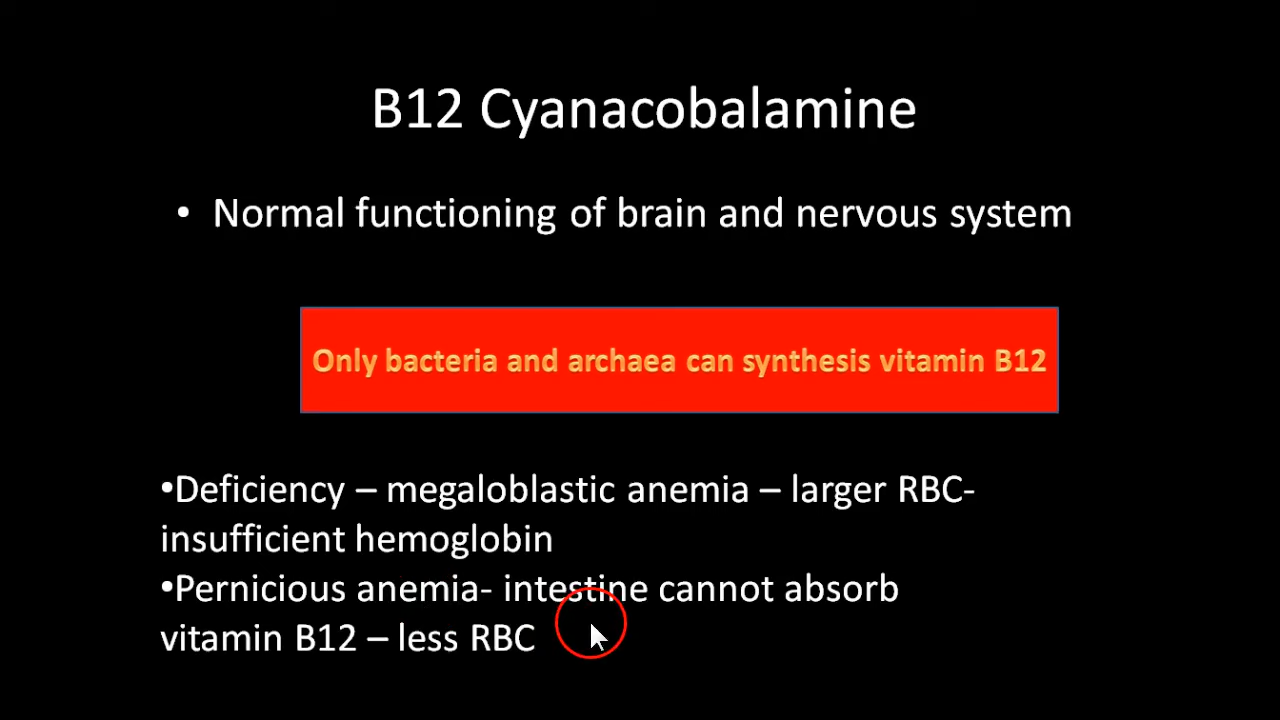 B12 Cyanacobalamine
• Normal functioning of brain and nervous system
Only bacteria and archaea can synthesis vitamin B12
•Deficiency – megaloblastic anemia – larger RBC-
insufficient hemoglobin
•Pernicious anemia- intestine cannot absorb
vitamin B12 – less RBC